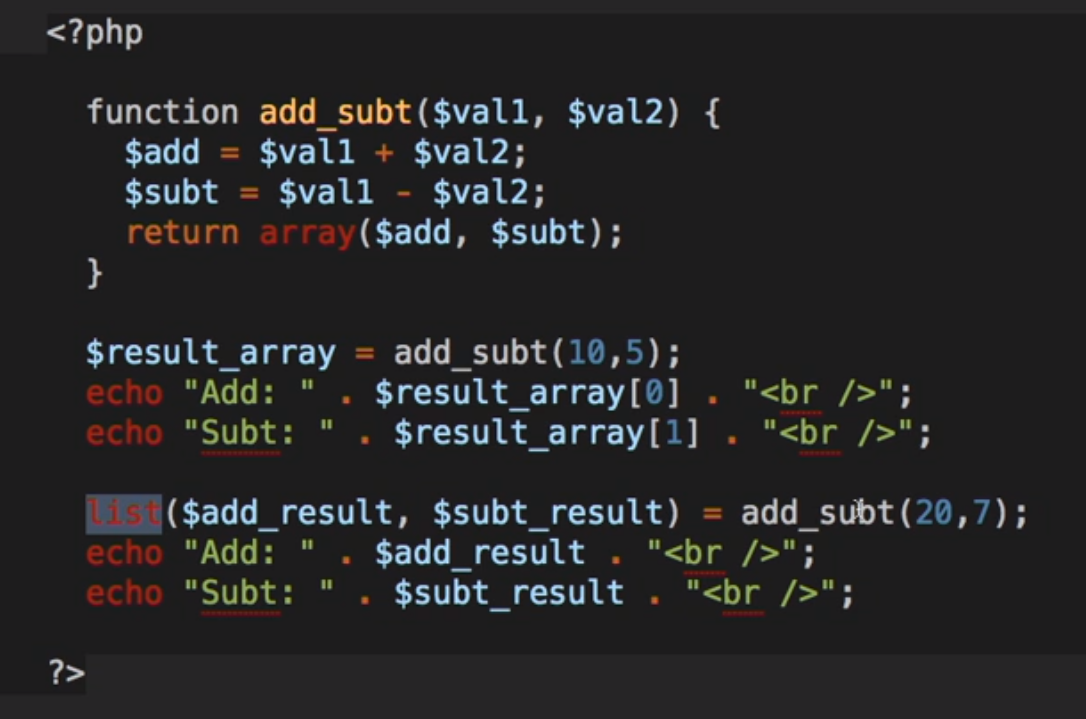 <?php
function add_subt($val1, $val2) {
$add = $val1 + $val2;
$subt = $val1 - $val2;
return array($add, $subt);
}
$result_array = add_subt(10,5);
echo "Add: " . $result_array[0] . "<br />";
echo "Subt: " . $result_array[1] . "<br />";
list($add_result, $subt_result) = add_subt(20,7);
echo "Add: " . $add_result . "<br />";
echo "Subt: " . $subt_result . "<br />";
?>